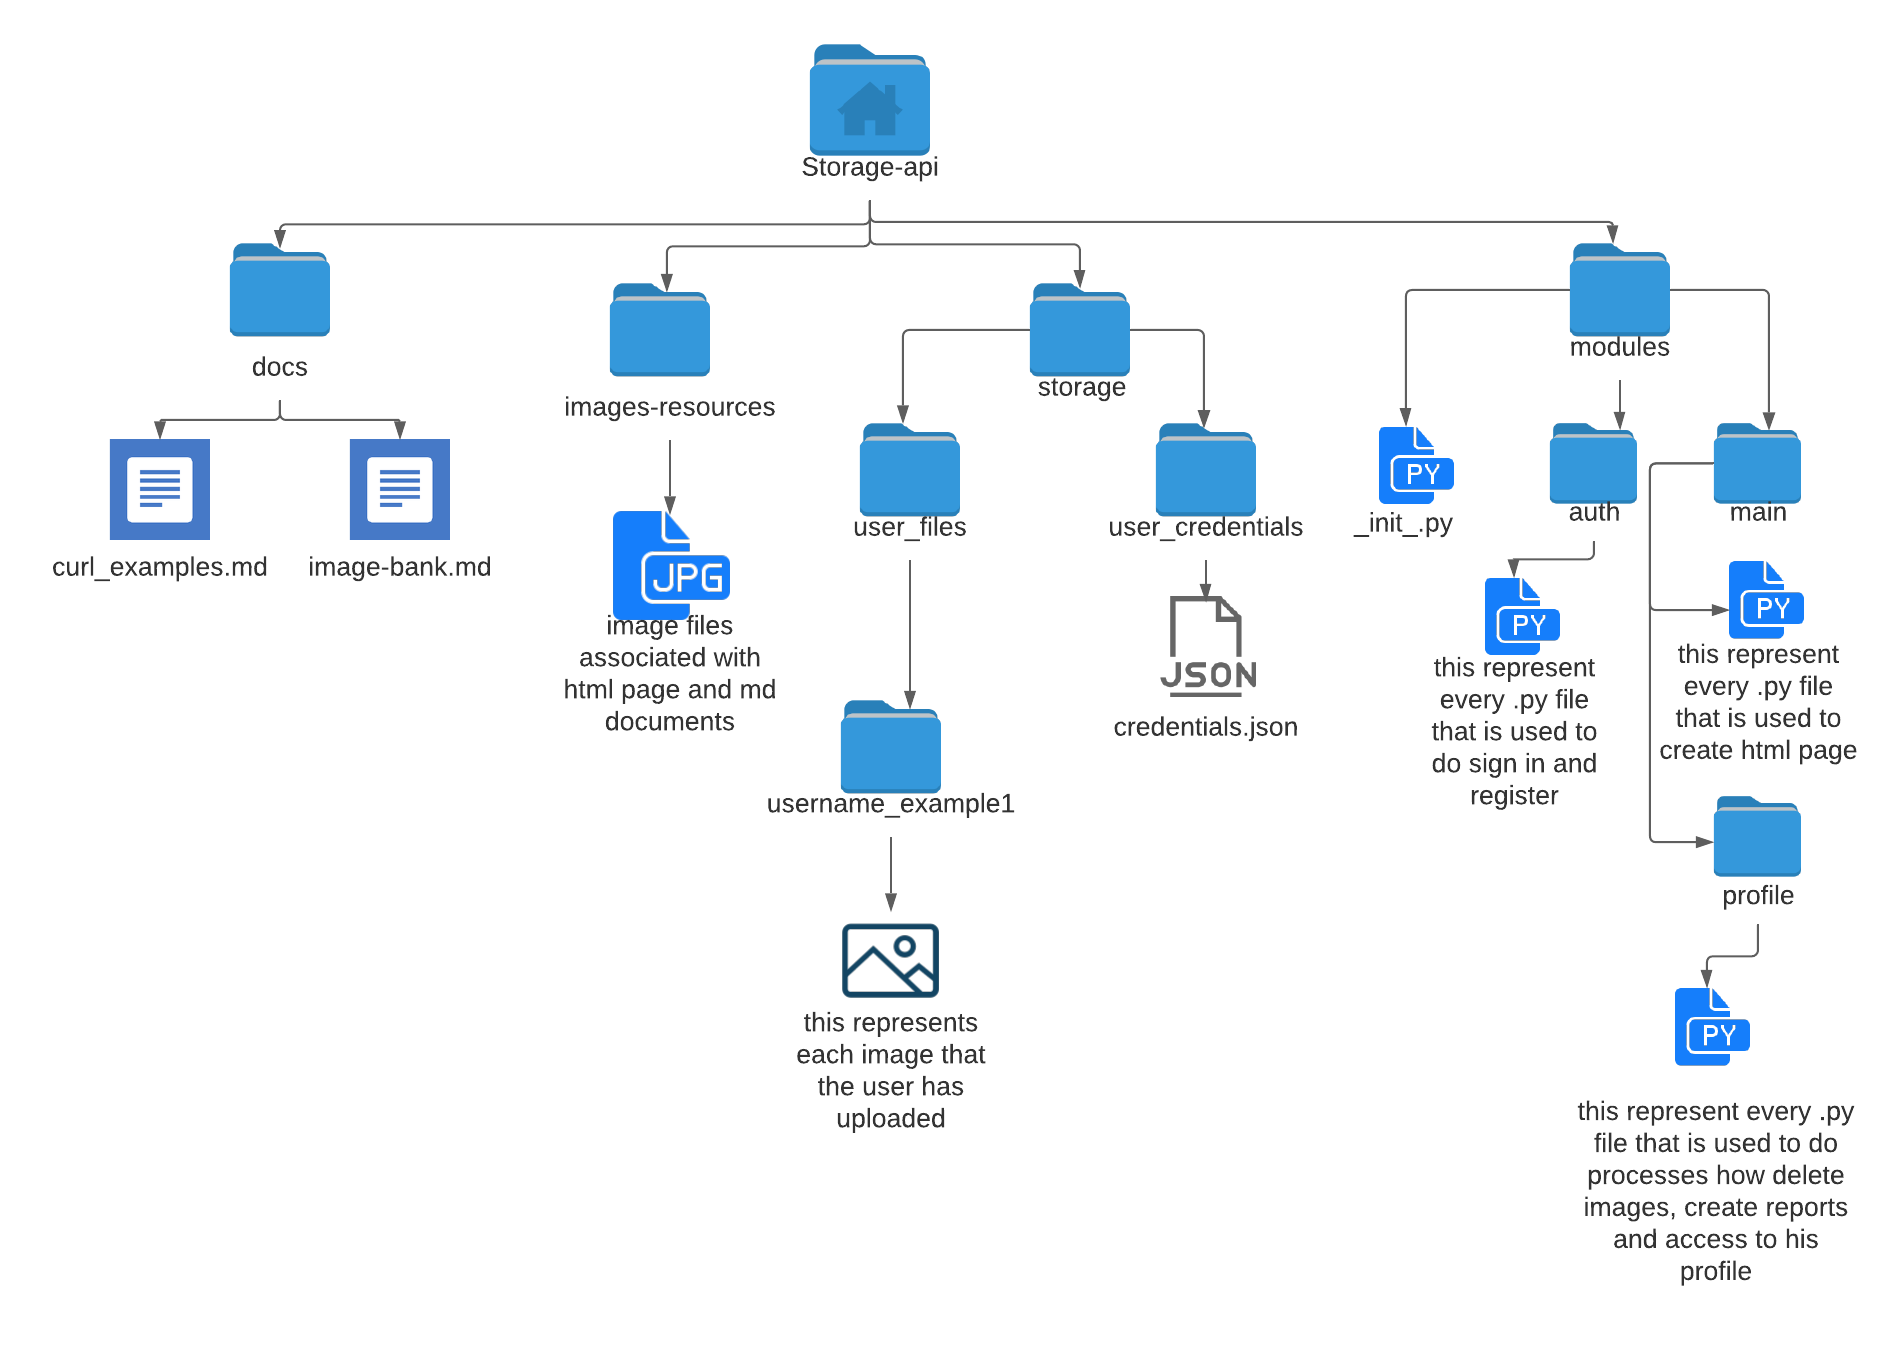 Storage-api
docs
images-resources
storage
modules
curl_examples.md
image-bank.md
JPG
image files
associated with
html page and md
documents
user_files
user_credentials
username_example1
this represents
each image that
the user has
uploaded
JSON
credentials.json
PY
_init_.py
auth
main
PY
this represent
every .py file
that is used to
do sign in and
register
PY
this represent
every .py file
that is used to
create html page
profile
PY
this represent every .py
file that is used to do
processes how delete
images, create reports
and access to his
profile